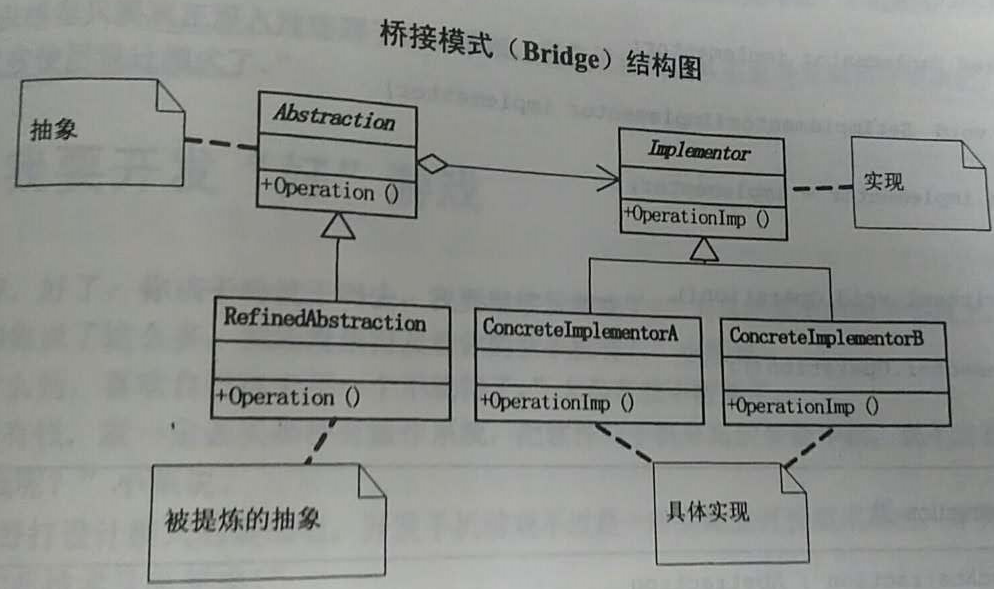 桥接模式（Bridge）结构图
抽象
Abstraction
+Operation ()
Implementor
+OperationImp ()
实现
RefinedAbstraction
+Operation ()
ConcreteImplementorA
+OperationImp ()
ConcreteImplementorB
+OperationImp ()
被提炼的抽象
具体实现